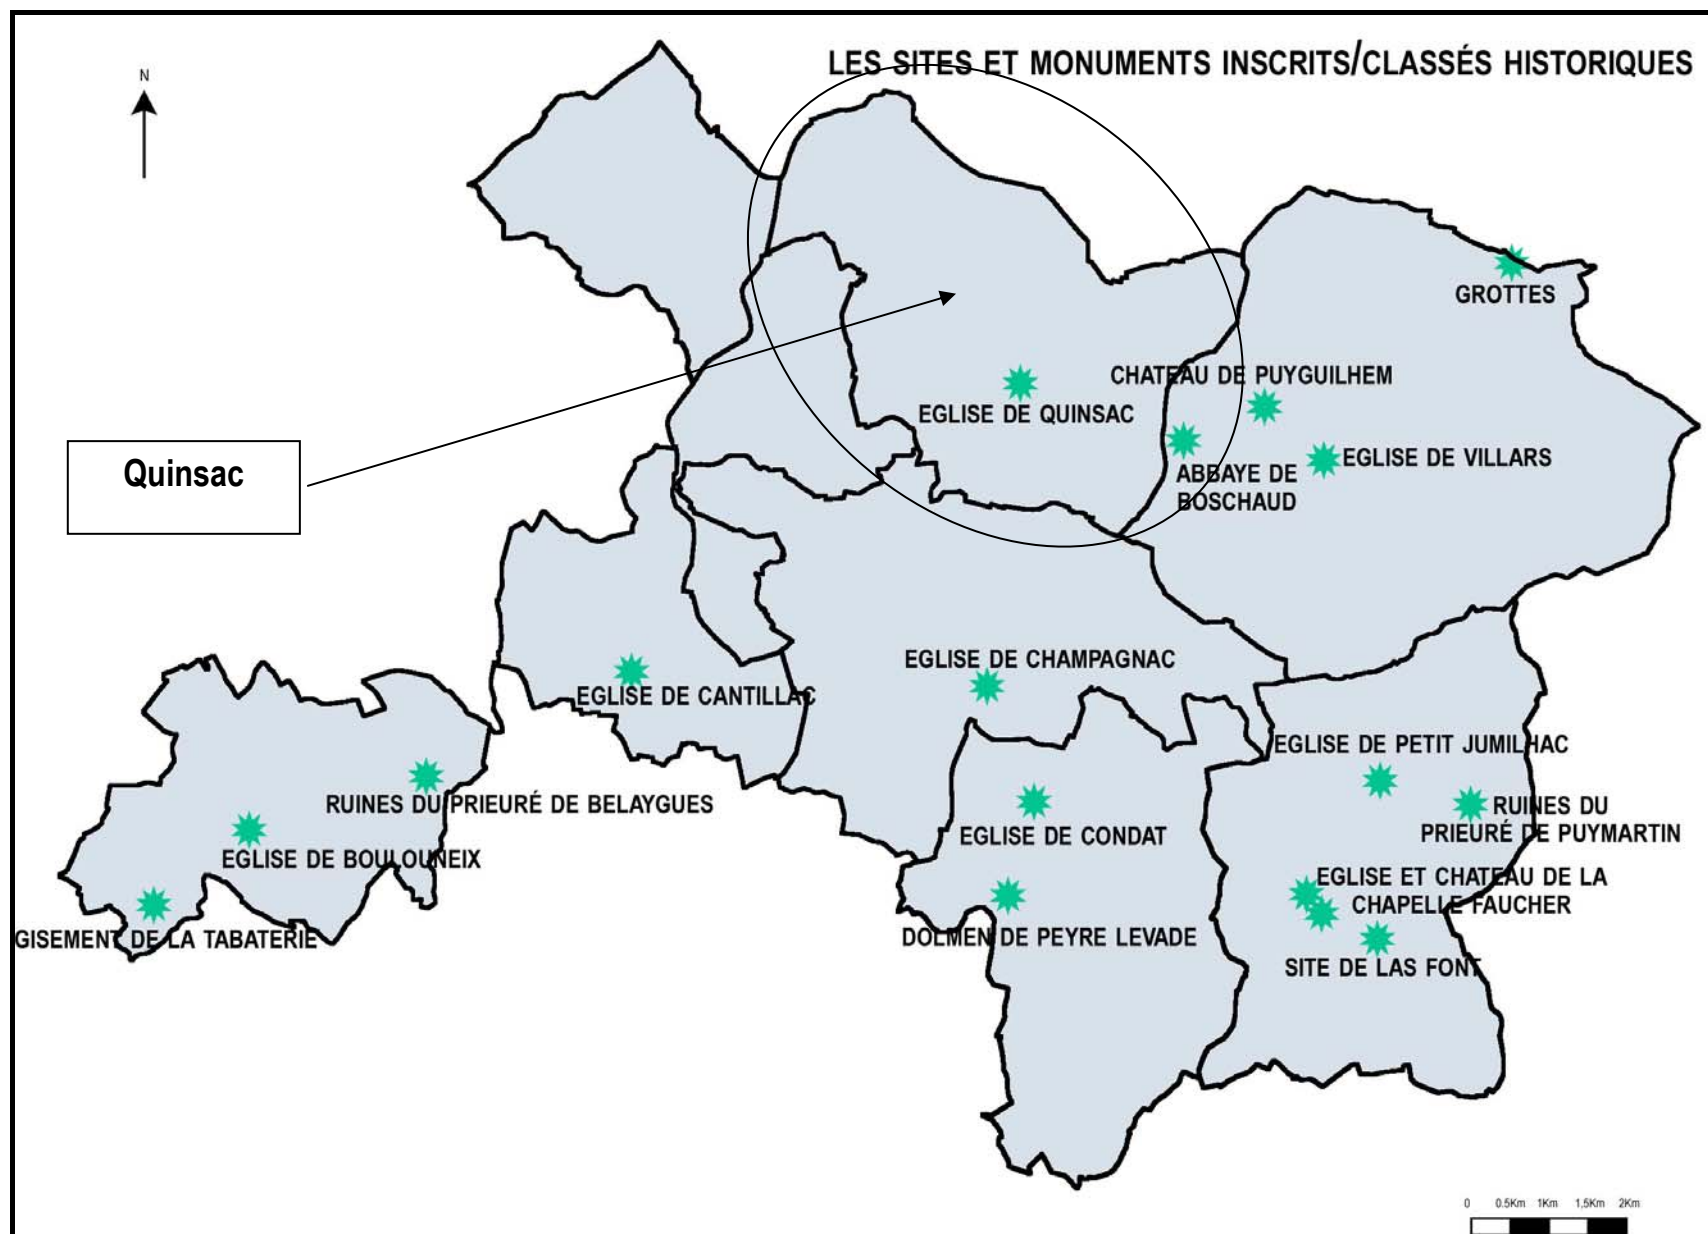 LES SITES ET MONUMENTS INSCRITS/CLASSÉS HISTORIQUES
N
GROTTES
CHATEAU DE PUYGUILHEM
EGLISE DE QUINSAC
EGLISE DE VILLARS
ABBAYE DE
BOSCHAUD
Quinsac
EGLISE DE CHAMPAGNAC
EGLISE DE CANTILLAC
EGLISE DE PETIT JUMILHAC
RUINES DU PRIEURÉ DE BELAYGUES
RUINES DU
PRIEURÉ DE PUYMARTIN
EGLISE DE CONDAT
EGLISE DE BOULOUNEIX
EGLISE ET CHATEAU DE LA
CHAPELLE FAUCHER
DOLMEN DE PEYRE LEVADE
GISEMENT DE LA TABATERIE
SITE DE LAS FONT
0 0.5Km 1Km 1,5Km 2Km